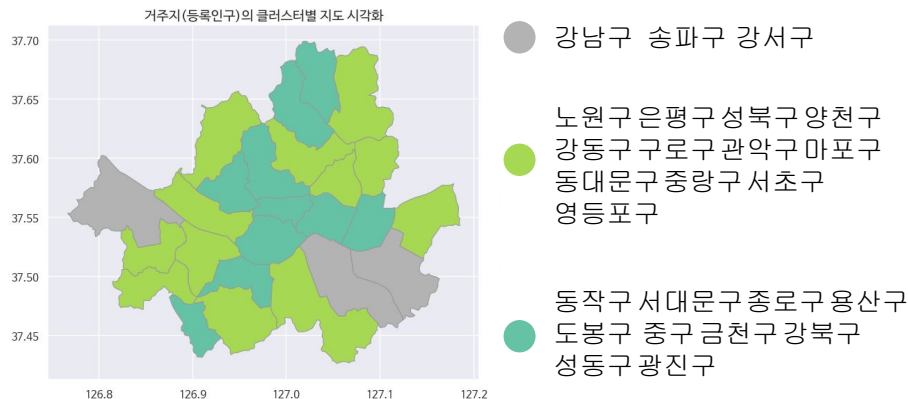 거주지(등록인구)의 클러스터별 지도 시각화
37.70
37.65
37.60
37.55
37.50
37.45
126.8 126.9 127.0 127.1 127.2
강남구 송파구 강서구
노원구 은평구 성북구 양천구
강동구 구로구 관악구 마포구
동대문구 중랑구 서초구
영등포구
동작구 서대문구 종로구 용산구
도봉구 중구 금천구 강북구
성동구 광진구